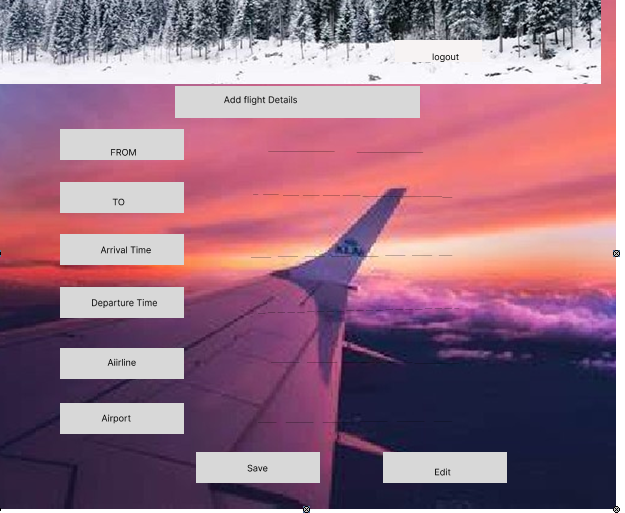 logout
Add flight Details
FROM
TO
Arrival Time
Departure Time
Aiirline
Airport
Save
Edit